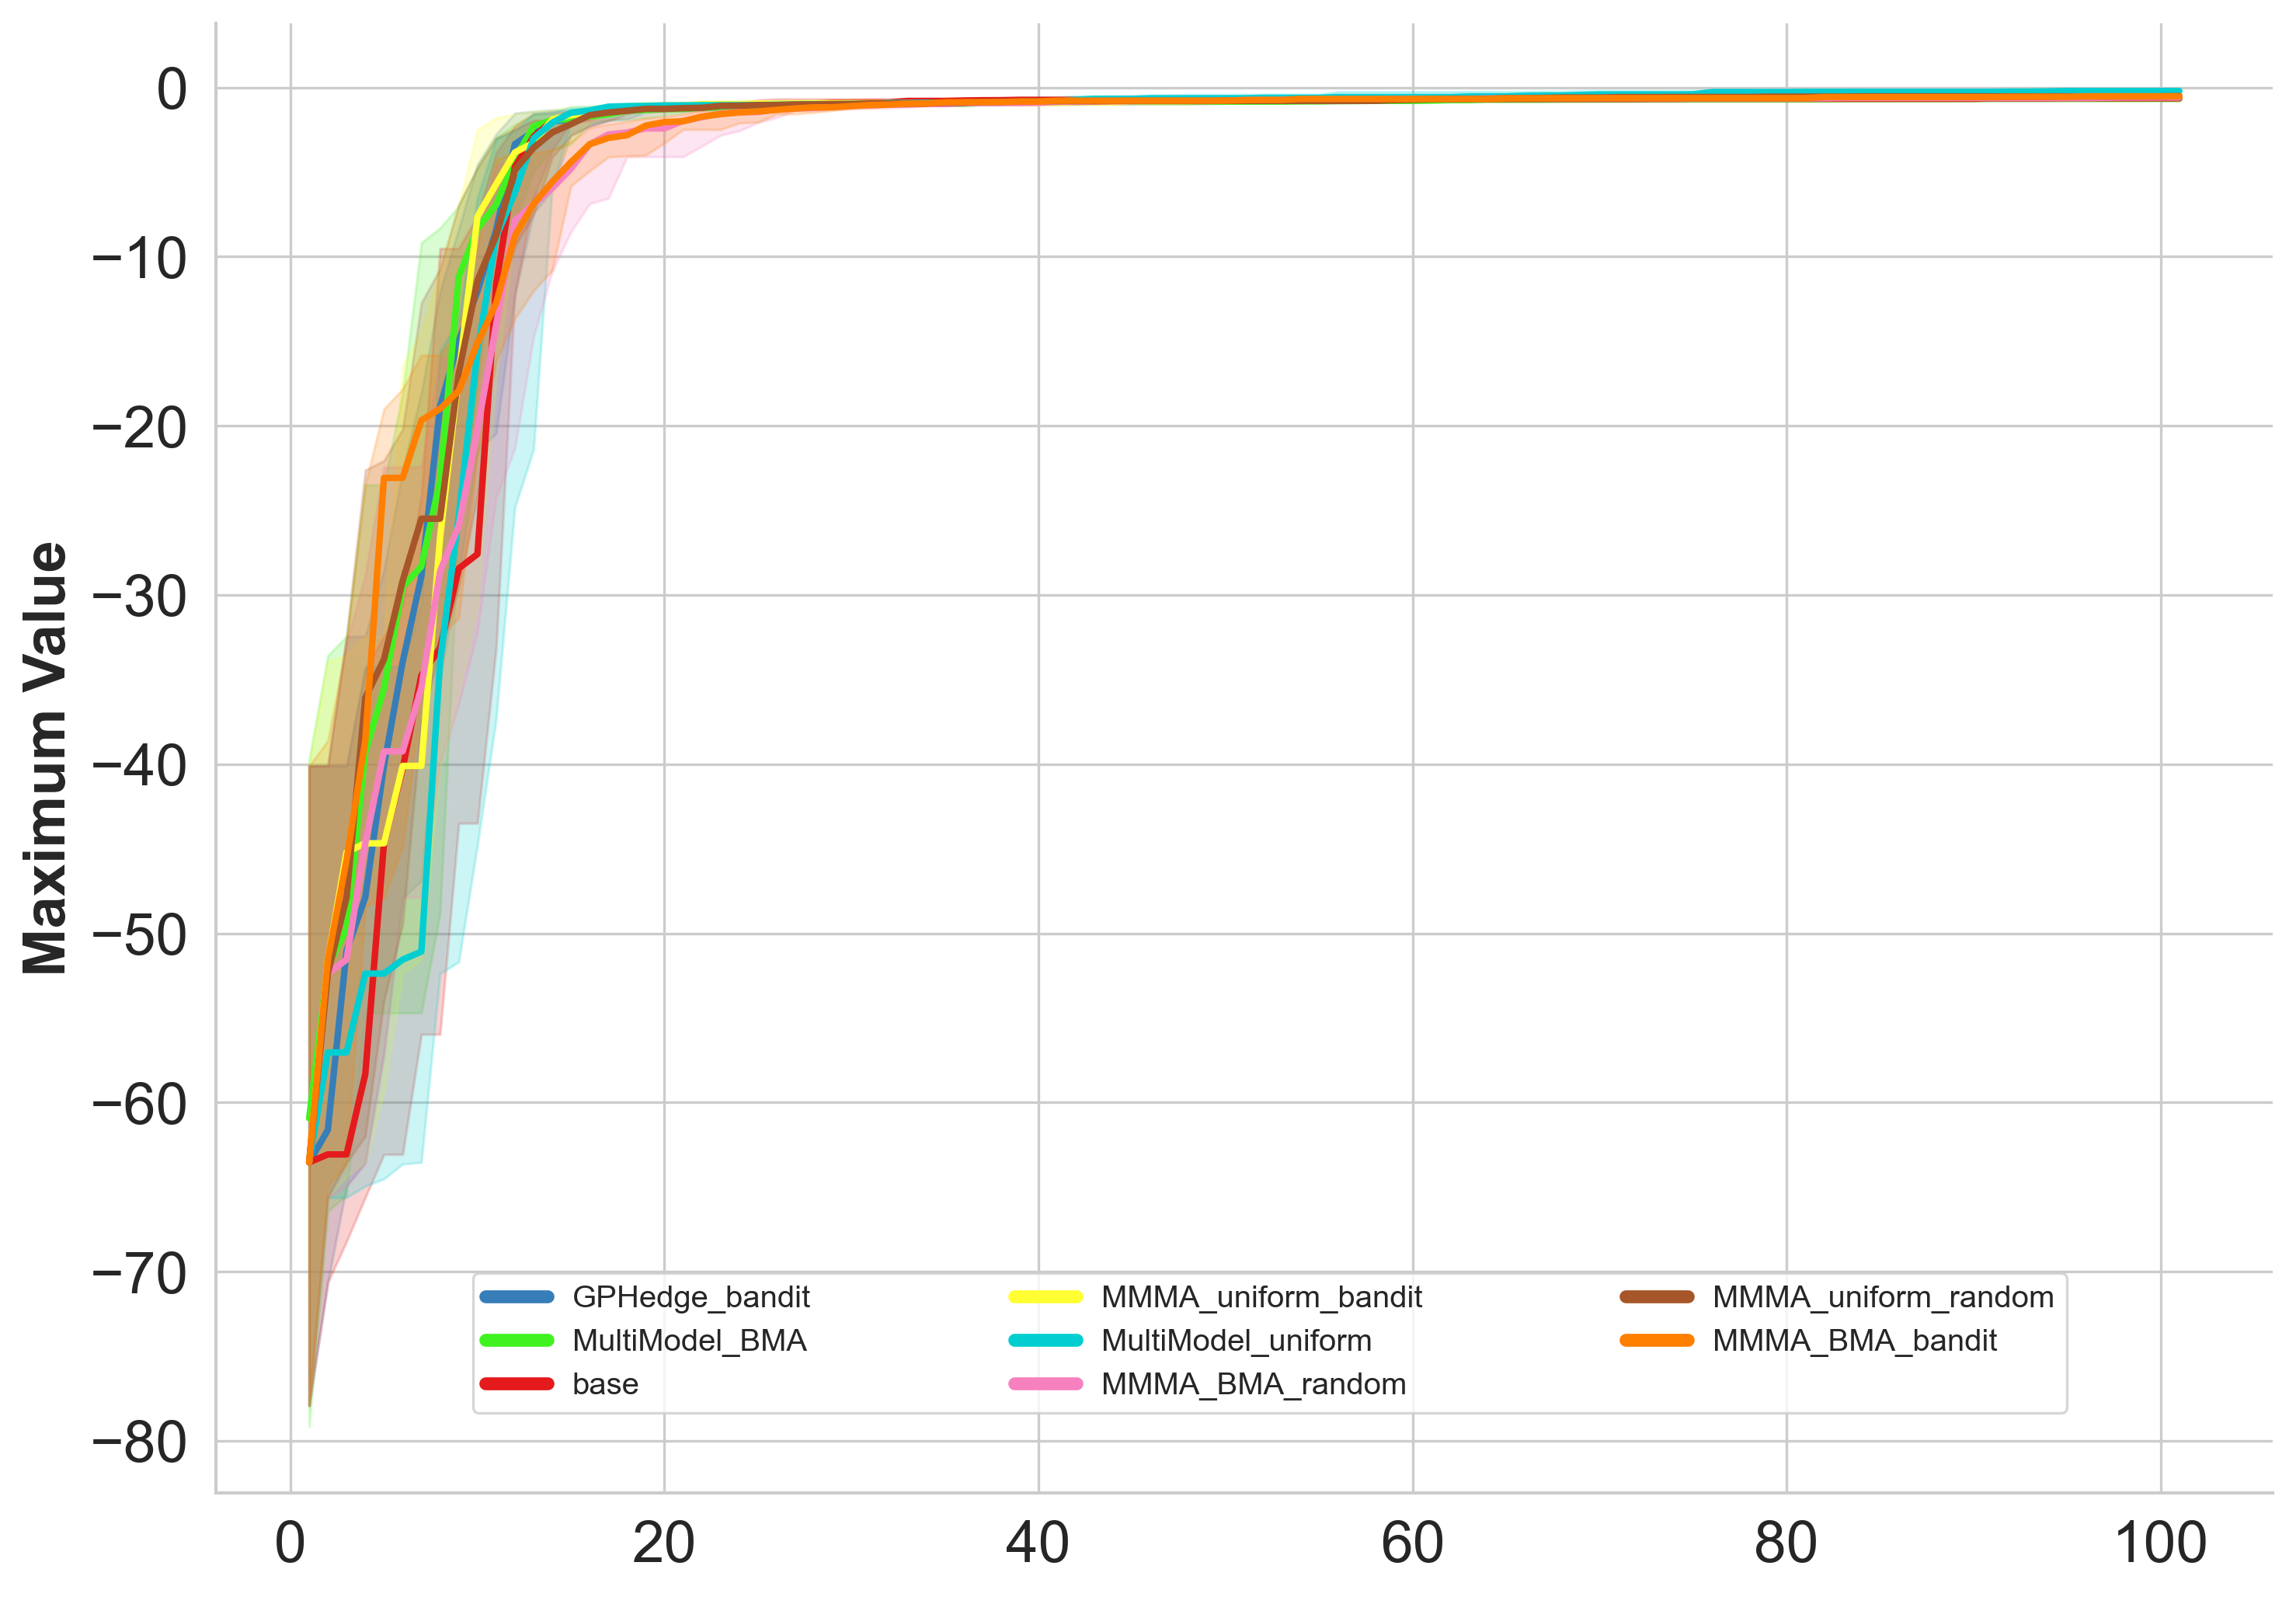 Maximum Value
0
−10
−20
−30
−40
−50
−60
−70
−80
GPHedge_bandit
MultiModel_BMA
base
MMMA_uniform_bandit
MultiModel_uniform
MMMA_BMA_random
MMMA_uniform_random
MMMA_BMA_bandit
0 20 40 60 80 100